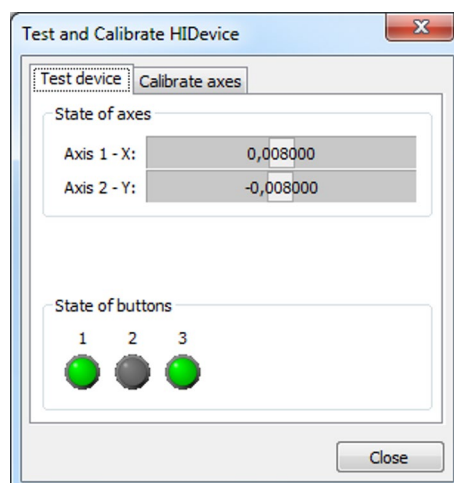 Test and Calibrate HIDevice
Test device Calibrate axes
State of axes
Axis 1 - X: 0,008000
Axis 2 - Y: -0,008000
State of buttons
1 2 3
Close